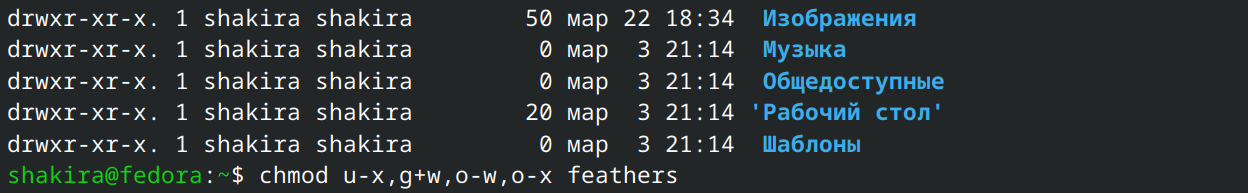 drwxr-xr-x. 1 shakira shakira 50 мар 22 18:34 Изображения
drwxr-xr-x. 1 shakira shakira 0 мар 3 21:14 Музыка
drwxr-xr-x. 1 shakira shakira 0 мар 3 21:14 Общедоступные
drwxr-xr-x. 1 shakira shakira 20 мар 3 21:14 'Рабочий стол'
drwxr-xr-x. 1 shakira shakira 0 мар 3 21:14 Шаблоны
shakira@fedora:~$ chmod u-x,g+w,o-w,o-x feathers